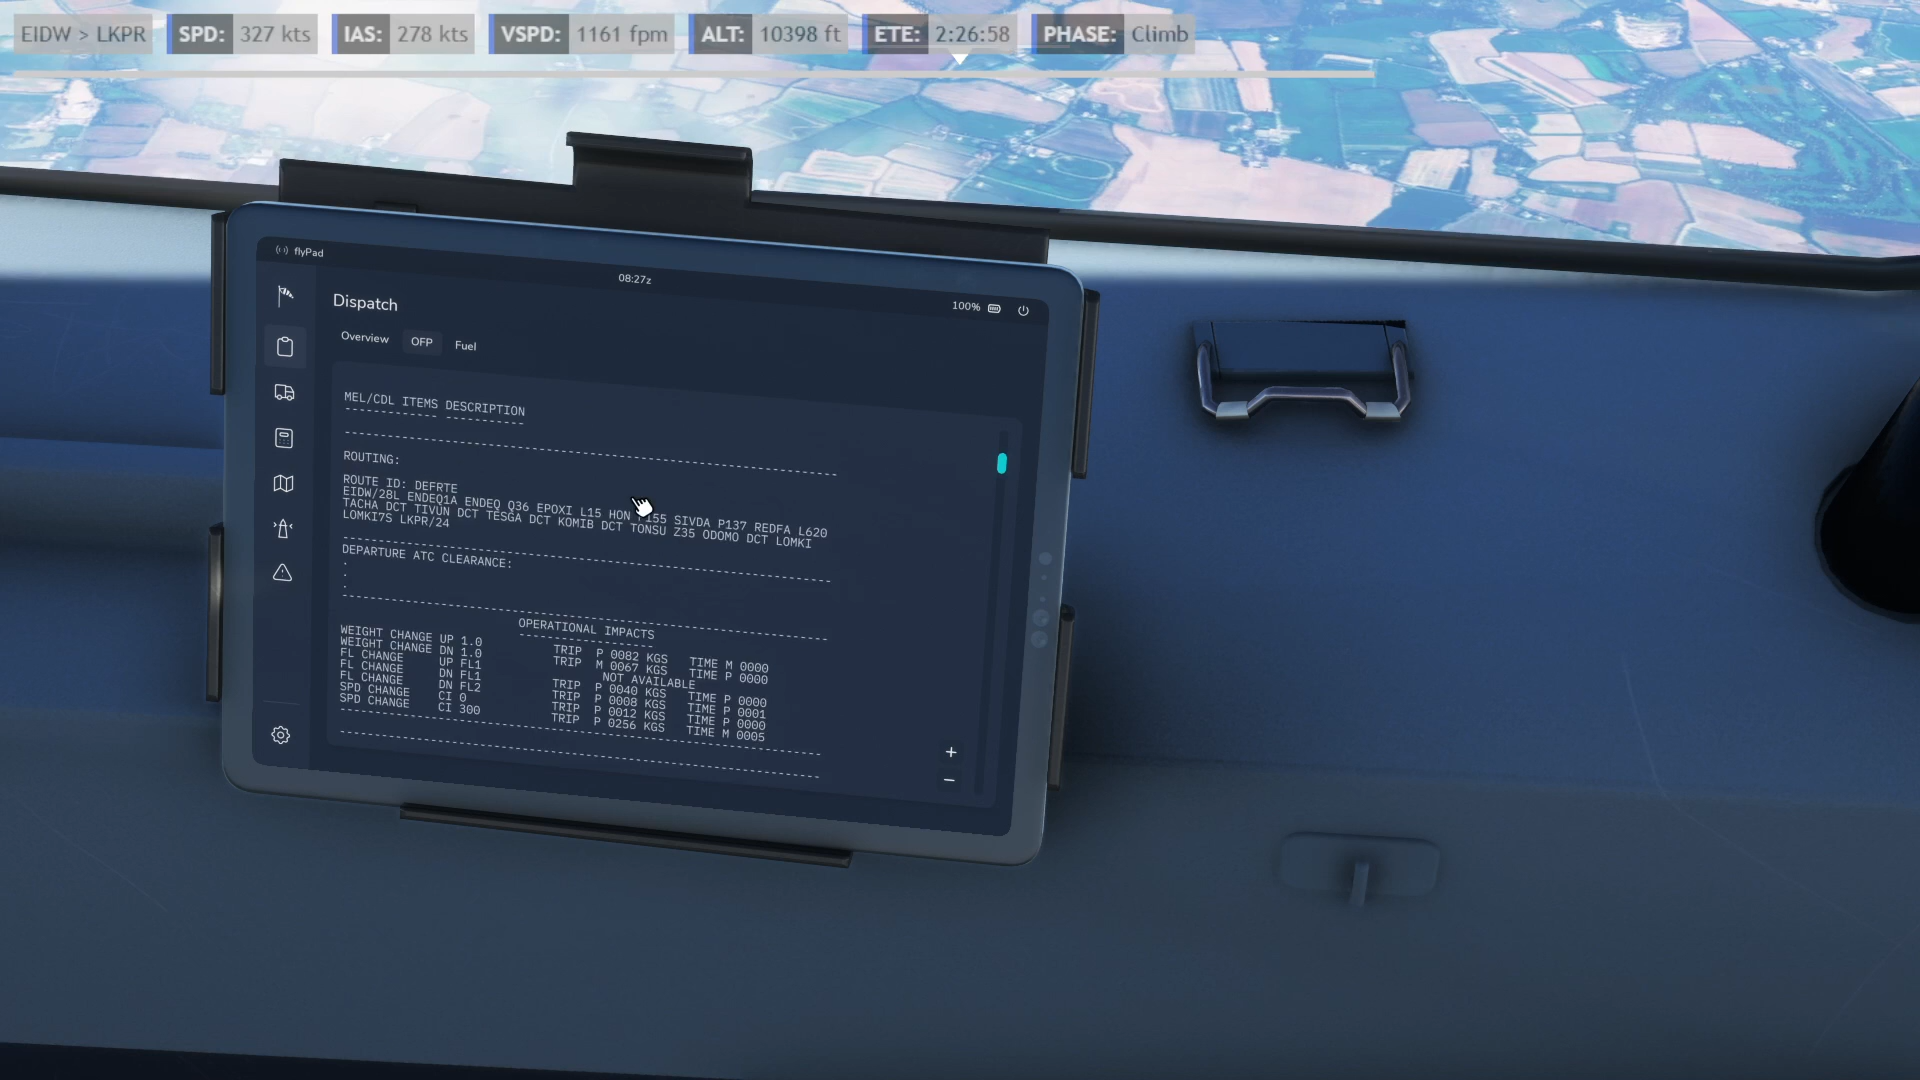 EIDW > LKPR SPD: 327 kts IAS: 278 kts VSPD: 1161 fpm ALT: 10398 ft ETE: 2:26:58 PHASE: Climb
flyPad 08:27z 100%
Dispatch
Overview OFP Fuel
MEL/CDL ITEMS DESCRIPTION
------------- -----------
ROUTING:
ROUTE ID: DEFRTE
EIDW/28L ENDEQ1A ENDEQ Q36 EPOXI L15 HON 155 SIVDA P137 REDFA L620
TACHA DCT TIVUN DCT TESGA DCT KOMIB DCT TONSU Z35 ODOMO DCT LOMKI
LOMKI7S LKPR/24
DEPARTURE ATC CLEARANCE:
.
.
.
OPERATIONAL IMPACTS
-------------------
WEIGHT CHANGE UP 1.0 TRIP P 0082 KGS TIME M 0000
WEIGHT CHANGE DN 1.0 TRIP M 0067 KGS TIME P 0000
FL CHANGE UP FL1 NOT AVAILABLE
FL CHANGE DN FL1 TRIP P 0040 KGS TIME P 0000
FL CHANGE DN FL2 TRIP P 0008 KGS TIME P 0001
SPD CHANGE CI 0 TRIP P 0012 KGS TIME P 0000
SPD CHANGE CI 300 TRIP P 0256 KGS TIME M 0005
+
−